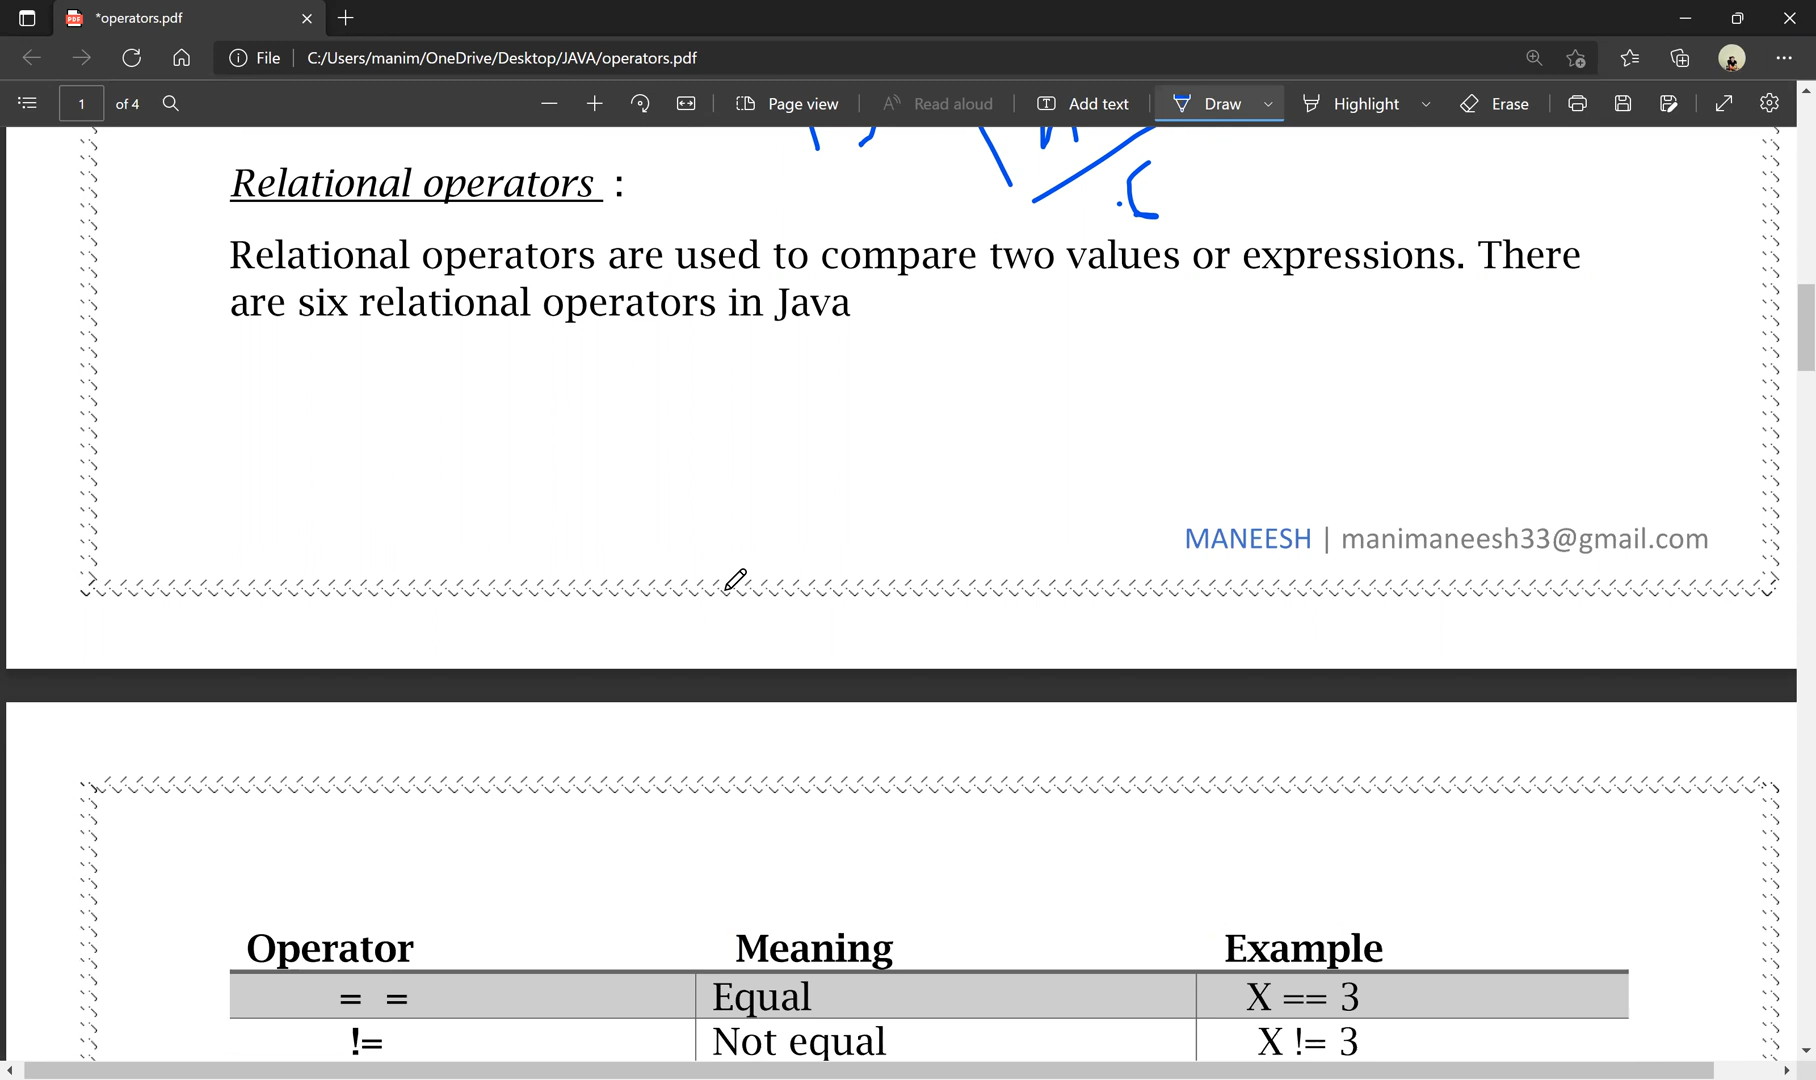 *operators.pdf
File C:/Users/manim/OneDrive/Desktop/JAVA/operators.pdf
1 of 4 Page view Read aloud Add text Draw Highlight Erase
Relational operators :
Relational operators are used to compare two values or expressions. There
are six relational operators in Java
MANEESH | manimaneesh33@gmail.com
Operator Meaning Example
= = Equal X == 3
!= Not equal X != 3